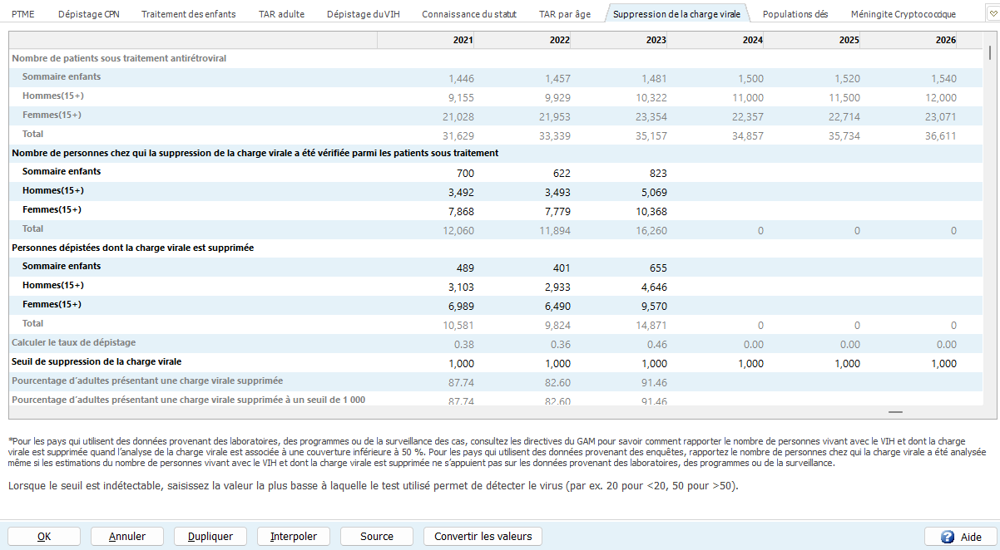 PTME Dépistage CPN Traitement des enfants TAR adulte Dépistage du VIH Connaissance du statut TAR par âge Suppression de la charge virale Populations clés Méningite Cryptococcique
2021 2022 2023 2024 2025 2026
Nombre de patients sous traitement antirétroviral
Sommaire enfants 1,446 1,457 1,481 1,500 1,520 1,540
Hommes(15+) 9,155 9,929 10,322 11,000 11,500 12,000
Femmes(15+) 21,028 21,953 23,354 22,357 22,714 23,071
Total 31,629 33,339 35,157 34,857 35,734 36,611
Nombre de personnes chez qui la suppression de la charge virale a été vérifiée parmi les patients sous traitement
Sommaire enfants 700 622 823
Hommes(15+) 3,492 3,493 5,069
Femmes(15+) 7,868 7,779 10,368
Total 12,060 11,894 16,260 0 0 0
Personnes dépistées dont la charge virale est supprimée
Sommaire enfants 489 401 655
Hommes(15+) 3,103 2,933 4,646
Femmes(15+) 6,989 6,490 9,570
Total 10,581 9,824 14,871 0 0 0
Calculer le taux de dépistage 0.38 0.36 0.46 0.00 0.00 0.00
Seuil de suppression de la charge virale 1,000 1,000 1,000 1,000 1,000 1,000
Pourcentage d'adultes présentant une charge virale supprimée 87.74 82.60 91.46
Pourcentage d'adultes présentant une charge virale supprimée à un seuil de 1 000 87.74 82.60 91.46
*Pour les pays qui utilisent des données provenant des laboratoires, des programmes ou de la surveillance des cas, consultez les directives du GAM pour savoir comment rapporter le nombre de personnes vivant avec le VIH et dont la charge
virale est supprimée quand l'analyse de la charge virale est associée à une couverture inférieure à 50 %. Pour les pays qui utilisent des données provenant des enquêtes, rapportez le nombre de personnes chez qui la charge virale a été analysée
même si les estimations du nombre de personnes vivant avec le VIH et dont la charge virale est supprimée ne s'appuient pas sur les données provenant des laboratoires, des programmes ou de la surveillance.
Lorsque le seuil est indétectable, saisissez la valeur la plus basse à laquelle le test utilisé permet de détecter le virus (par ex. 20 pour <20, 50 pour >50).
OK Annuler Dupliquer Interpoler Source Convertir les valeurs ? Aide